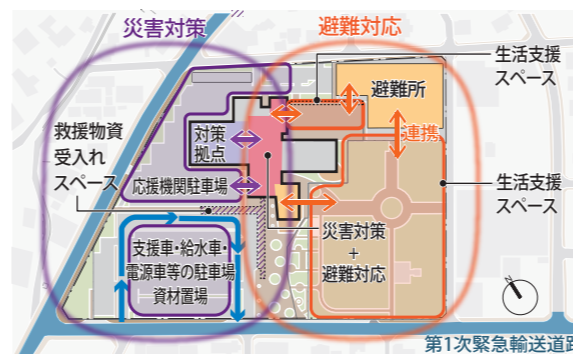 災害対策
避難対応
生活支援
スペース
避難所
救援物資
受入れ
スペース
対策
拠点
連携
応援機関駐車場
生活支援
スペース
災害対策
+
避難対応
支援車・給水車・
電源車等の駐車場
資材置場
N
第1次緊急輸送道路